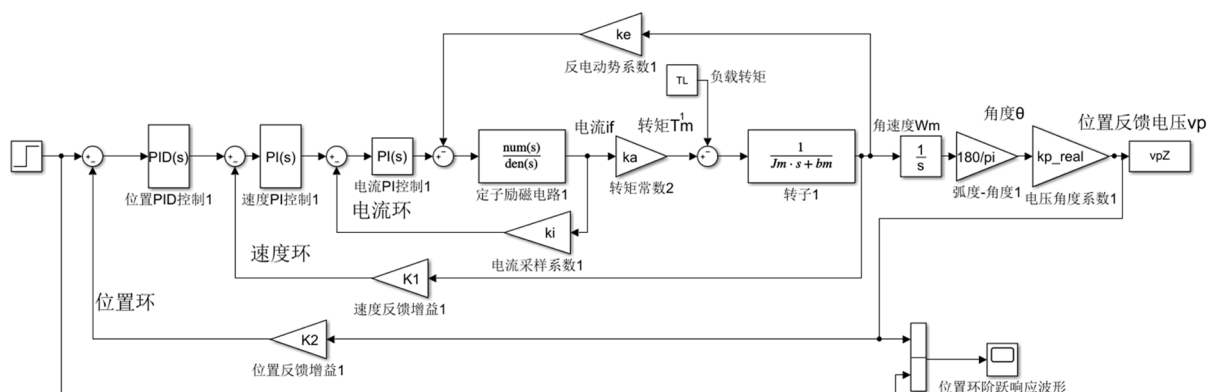 ke
反电动势系数1
TL
负载转矩
角度θ
位置反馈电压vp
电流if
转矩Tm
1
角速度Wm
PID(s)
PI(s)
PI(s)
num(s)
den(s)
ka
1
Jm · s + bm
1
s
180/pi
kp_real
vpZ
位置PID控制1
速度PI控制1
电流PI控制1
定子励磁电路1
转矩常数2
转子1
弧度-角度1
电压角度系数1
电流环
ki
电流采样系数1
速度环
K1
速度反馈增益1
位置环
K2
位置反馈增益1
位置环阶跃响应波形